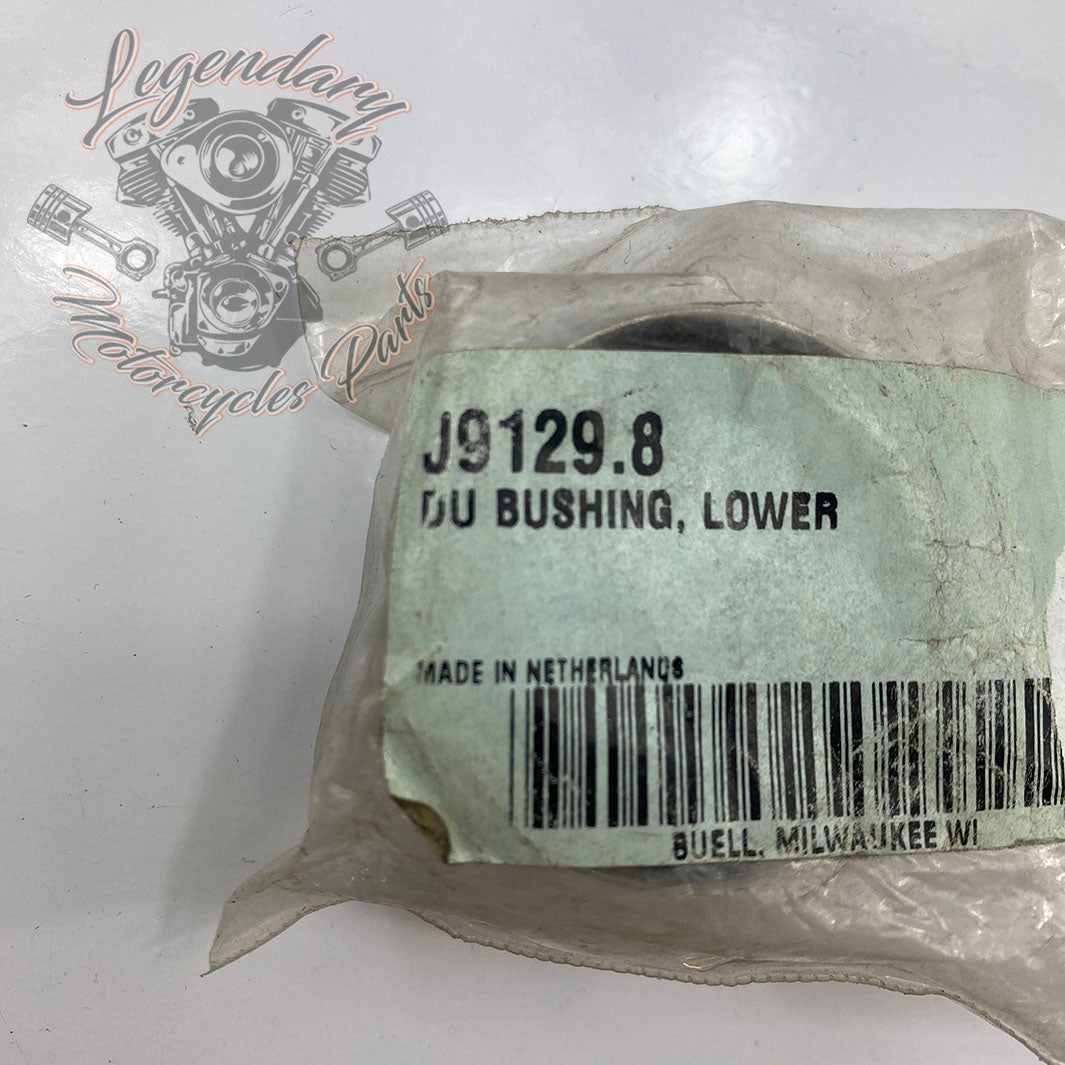 Legendary
Motorcycles Parts
J9129.8
DU BUSHING, LOWER
MADE IN NETHERLANDS
BUELL, MILWAUKEE WI